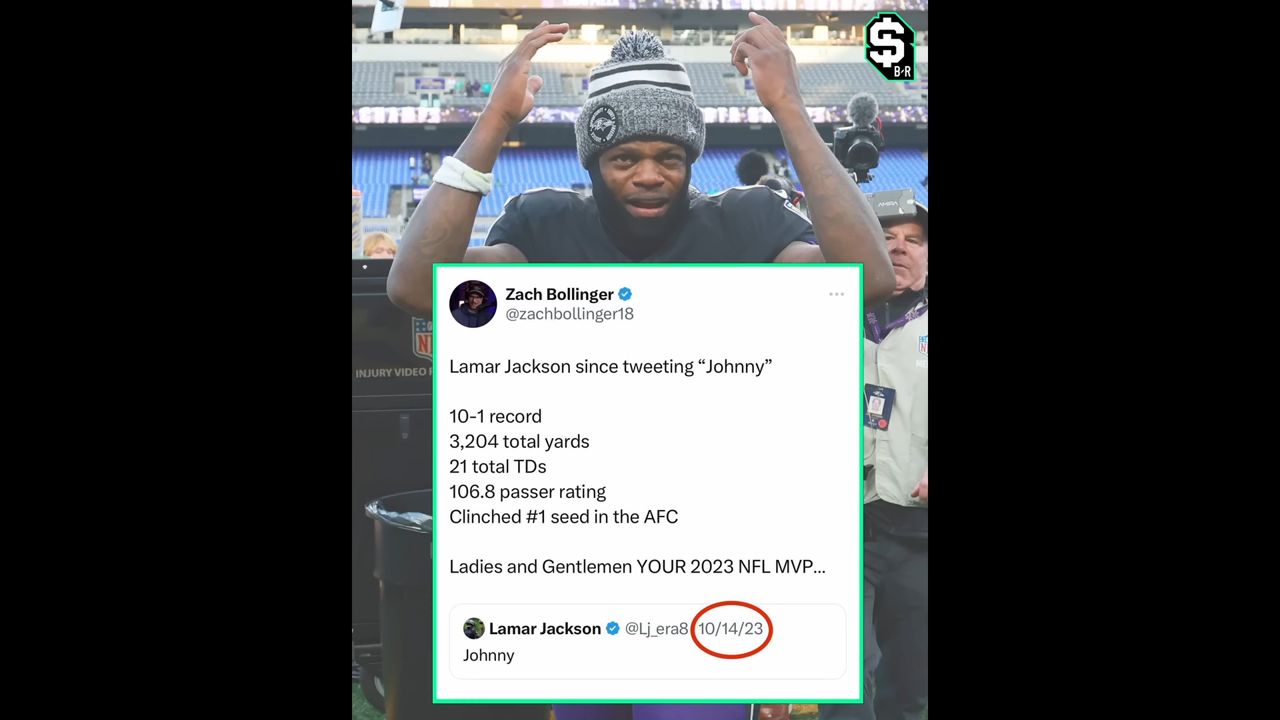 $
B/R
Zach Bollinger
@zachbollinger18
Lamar Jackson since tweeting “Johnny”
10-1 record
3,204 total yards
21 total TDs
106.8 passer rating
Clinched #1 seed in the AFC
Ladies and Gentlemen YOUR 2023 NFL MVP...
Lamar Jackson @Lj_era8 10/14/23
Johnny
INJURY VIDEO